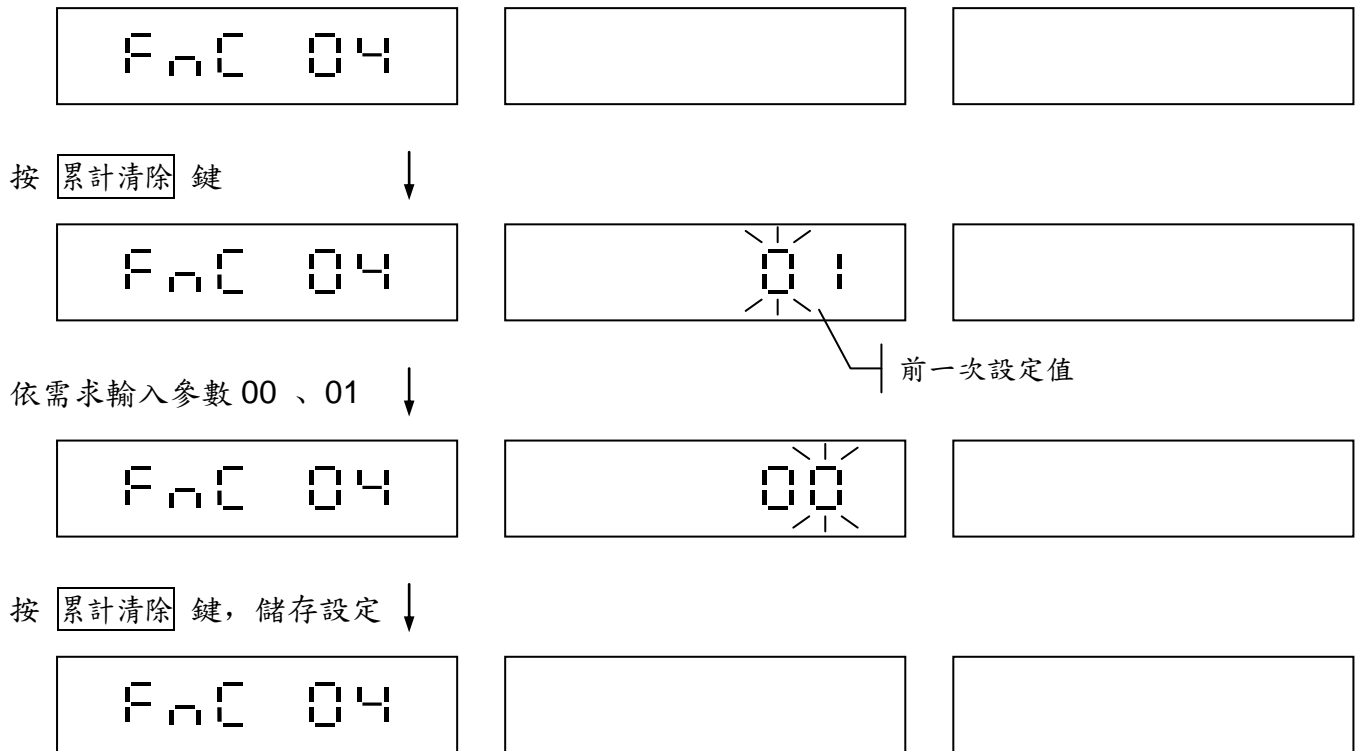 FnC 04
按 累計清除 鍵
FnC 04 01
前一次設定值
依需求輸入參數 00 、01
FnC 04 00
按 累計清除 鍵，儲存設定
FnC 04